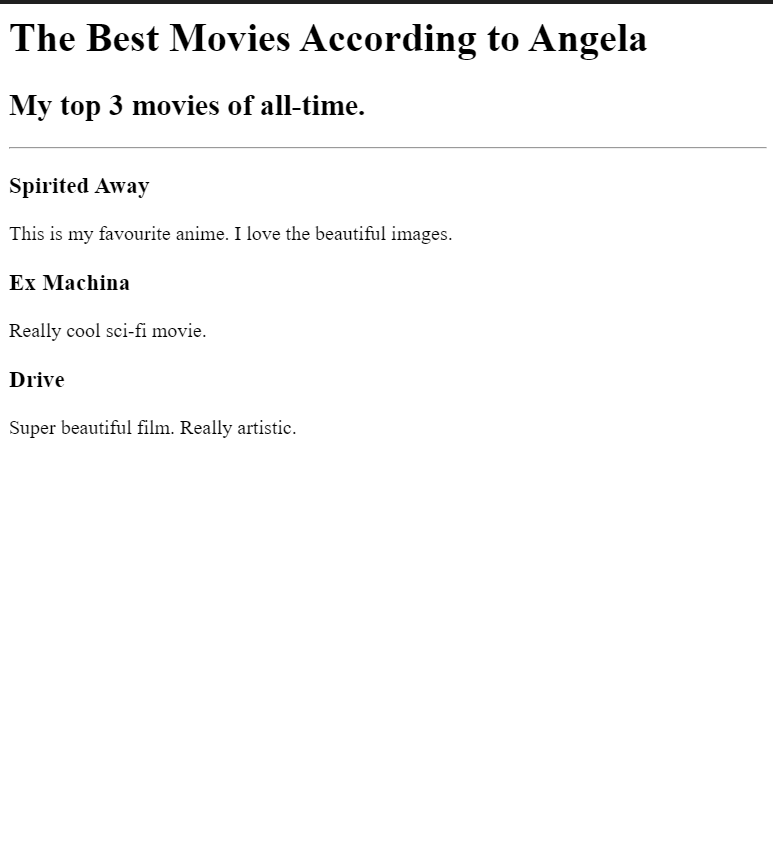 The Best Movies According to Angela
My top 3 movies of all-time.
Spirited Away
This is my favourite anime. I love the beautiful images.
Ex Machina
Really cool sci-fi movie.
Drive
Super beautiful film. Really artistic.